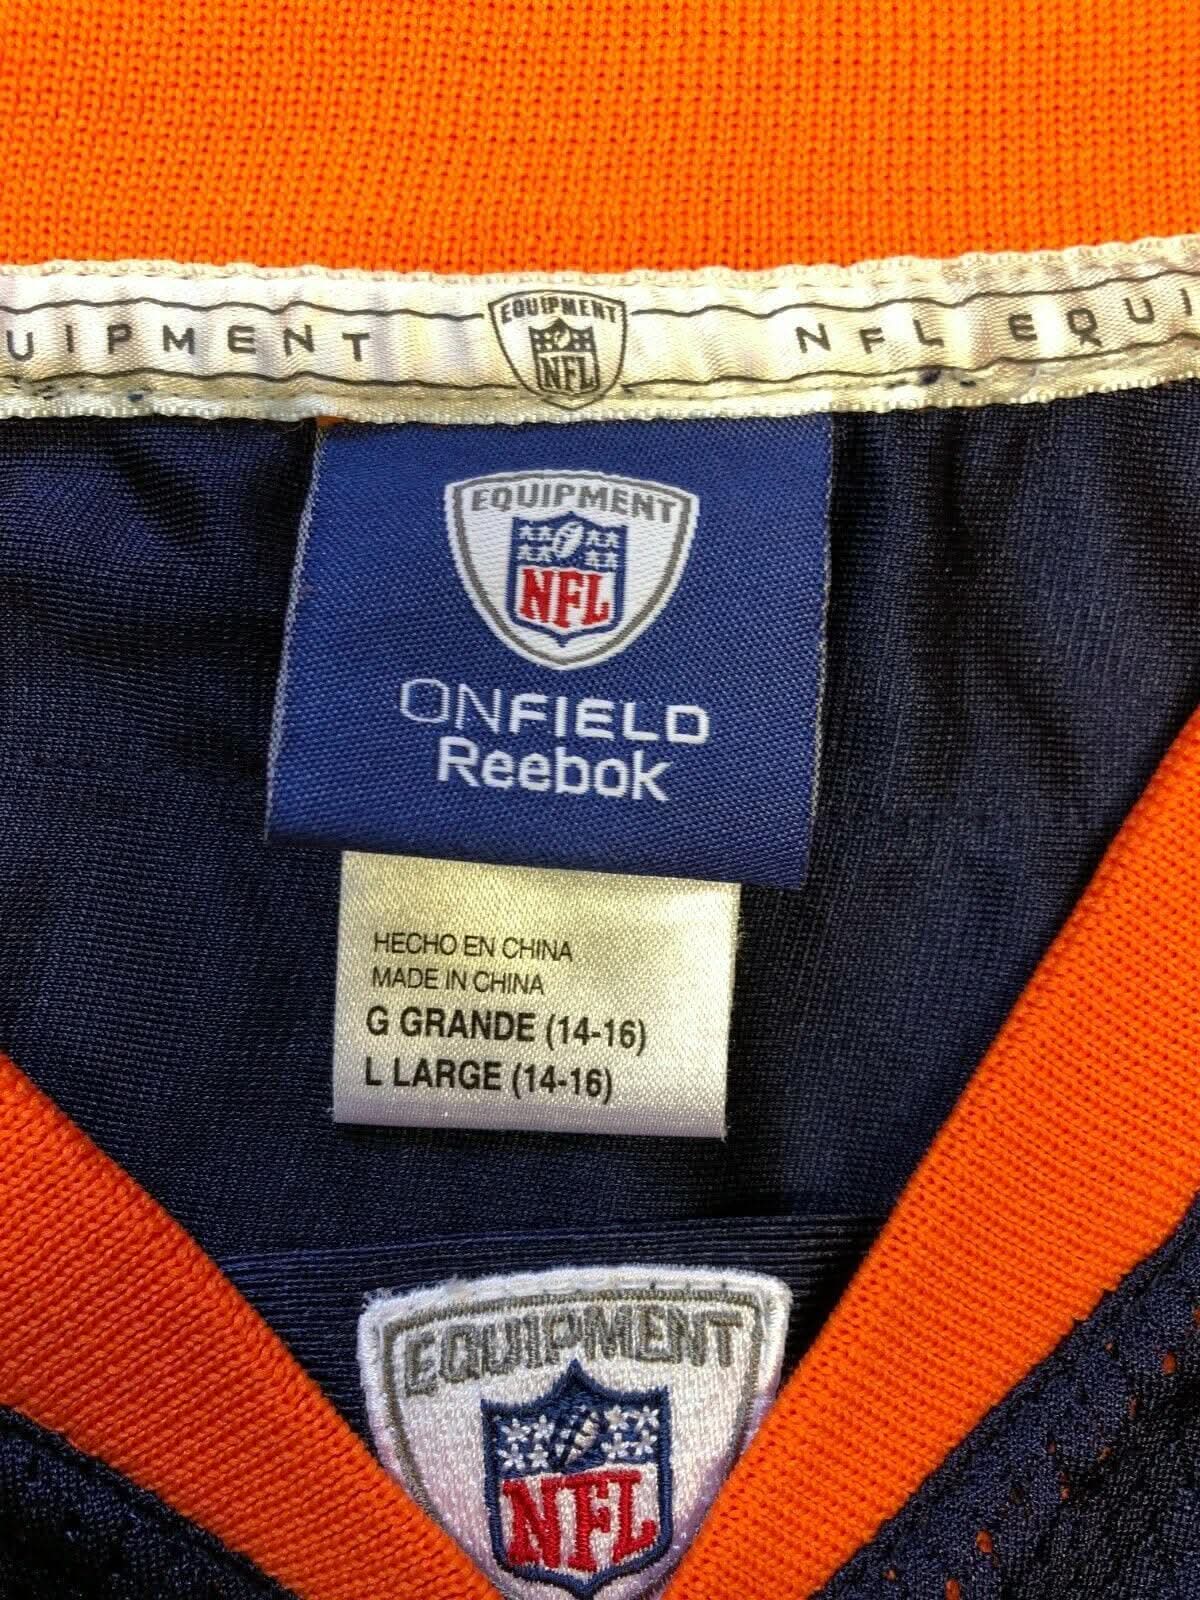 UIPMENT EQUIPMENT NFL EQUI
NFL
EQUIPMENT
NFL
ONFIELD
Reebok
HECHO EN CHINA
MADE IN CHINA
G GRANDE (14-16)
L LARGE (14-16)
EQUIPMENT
NFL